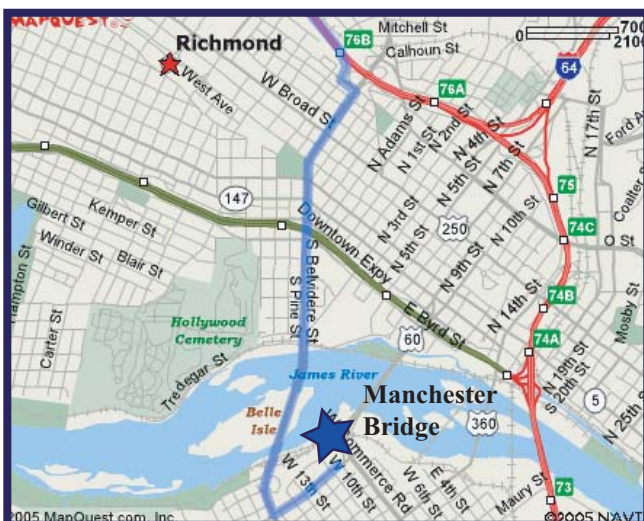 MAPQUEST
700
2100
Richmond
West Ave
76B
Mitchell St
Calhoun St
64
W Broad St
76A
N Adams St
N 1st St
N 2nd St
N 4th St
N 5th St
N 7th St
N 17th St
Ford A
Coalter St
75
74C
O St
147
250
N 3rd St
N 5th St
N 9th St
N 10th St
N 14th St
Gilbert St
Kemper St
Winder St
Blair St
Downtown Expy
S Belvidere St
S Pine St
E Byrd St
74B
Mosby St
Hampton St
Carter St
Hollywood
Cemetery
Tredegar St
60
74A
N 19th St
S 20th St
5
N 25th St
James River
Belle
Isle
Manchester
Bridge
360
Commerce Rd
W 13th St
W 10th St
W 6th St
E 4th St
Maury St
73
2005 MapQuest.com, Inc.
©2005 NAVT